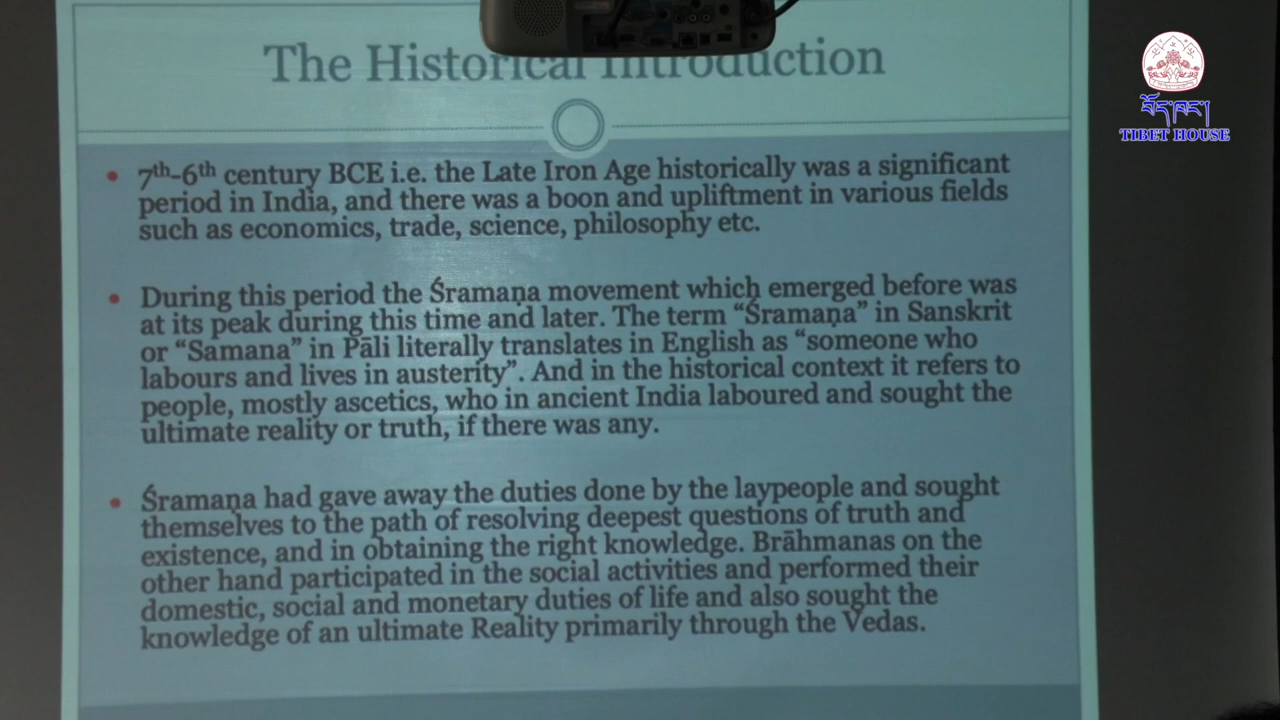 The Historical Introduction
• 7th-6th century BCE i.e. the Late Iron Age historically was a significant
period in India, and there was a boon and upliftment in various fields
such as economics, trade, science, philosophy etc.
• During this period the Śramaṇa movement which emerged before was
at its peak during this time and later. The term “Śramaṇa” in Sanskrit
or “Samana” in Pāli literally translates in English as “someone who
labours and lives in austerity”. And in the historical context it refers to
people, mostly ascetics, who in ancient India laboured and sought the
ultimate reality or truth, if there was any.
• Śramaṇa had gave away the duties done by the laypeople and sought
themselves to the path of resolving deepest questions of truth and
existence, and in obtaining the right knowledge. Brāhmanas on the
other hand participated in the social activities and performed their
domestic, social and monetary duties of life and also sought the
knowledge of an ultimate Reality primarily through the Vedas.
བོད་ཁང་།
TIBET HOUSE